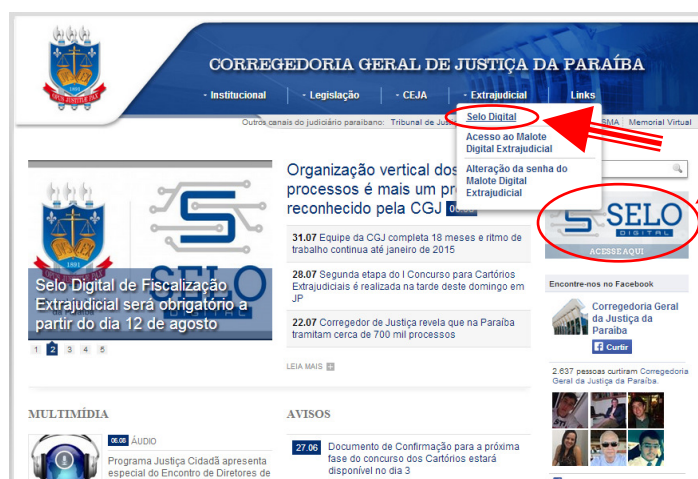 CORREGEDORIA GERAL DE JUSTIÇA DA PARAÍBA
- Institucional
- Legislação
- CEJA
- Extrajudicial
Links
Outros canais do judiciário paraibano: Tribunal de Jus
SMA
Memorial Virtual
Selo Digital
Acesso ao Malote
Digital Extrajudicial
Alteração da senha do
Malote Digital
Extrajudicial
SELO
DIGITAL
Selo Digital de Fiscalização
Extrajudicial será obrigatório a
partir do dia 12 de agosto
1 2 3 4 5
Organização vertical dos
processos é mais um pr
reconhecido pela CGJ
31.07 Equipe da CGJ completa 18 meses e ritmo de
trabalho continua até janeiro de 2015
28.07 Segunda etapa do I Concurso para Cartórios
Extrajudiciais é realizada na tarde deste domingo em
JP
22.07 Corregedor de Justiça revela que na Paraíba
tramitam cerca de 700 mil processos
LEIA MAIS
SELO
DIGITAL
ACESSE AQUI
Encontre-nos no Facebook
Corregedoria Geral
da Justiça da
Paraíba
Curtir
2.637 pessoas curtiram Corregedoria
Geral da Justiça da Paraíba.
MULTIMÍDIA
06.08 ÁUDIO
Programa Justiça Cidadã apresenta
especial do Encontro de Diretores de
AVISOS
27.06 Documento de Confirmação para a próxima
fase do concurso dos Cartórios estará
disponível no dia 3